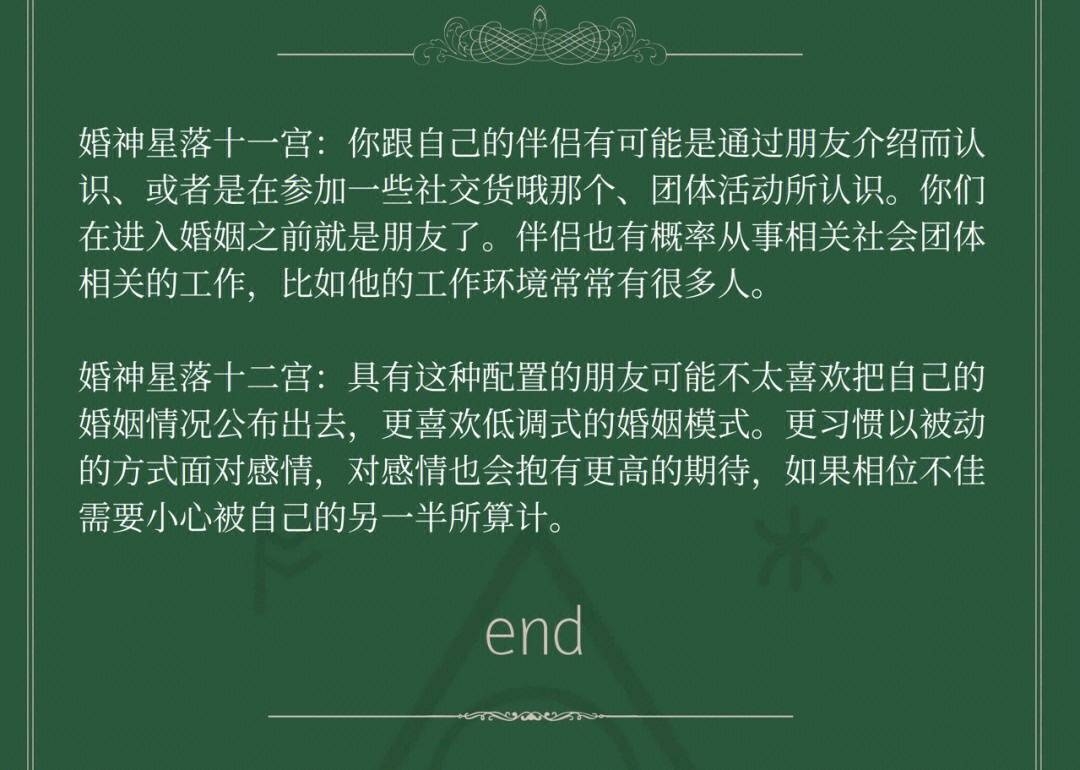 婚神星落十一宫：你跟自己的伴侣有可能是通过朋友介绍而认
识、或者是在参加一些社交货哦那个、团体活动所认识。你们
在进入婚姻之前就是朋友了。伴侣也有概率从事相关社会团体
相关的工作，比如他的工作环境常常有很多人。
婚神星落十二宫：具有这种配置的朋友可能不太喜欢把自己的
婚姻情况公布出去，更喜欢低调式的婚姻模式。更习惯以被动
的方式面对感情，对感情也会抱有更高的期待，如果相位不佳
需要小心被自己的另一半所算计。
end